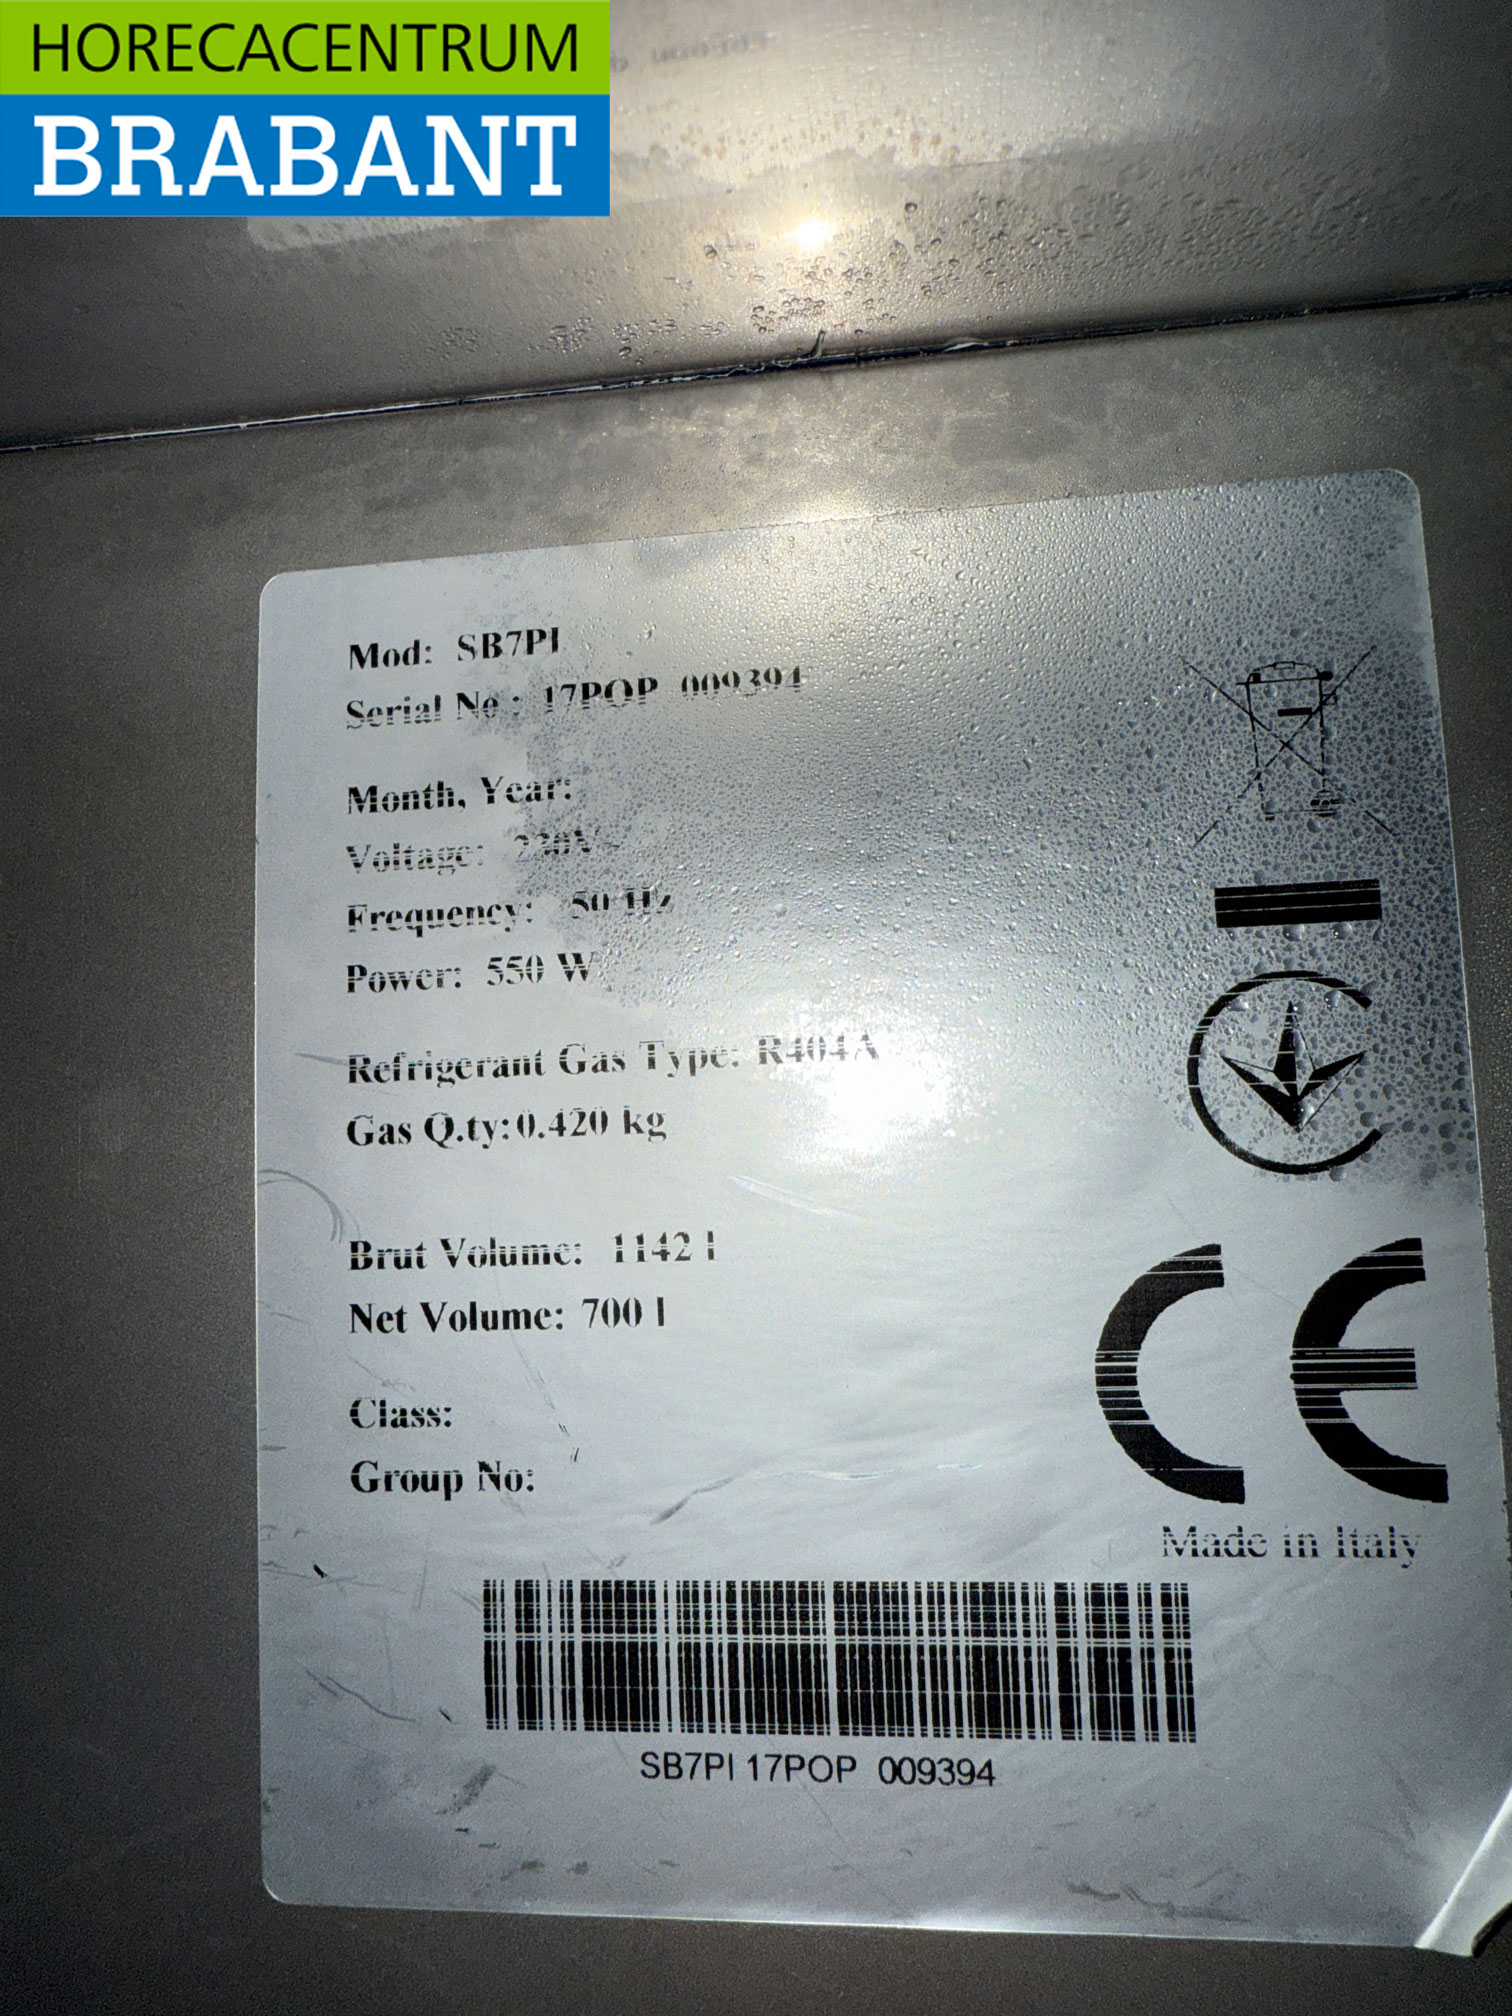 HORECACENTRUM
BRABANT
Mod: SB7PI
Serial No : 17POP 009394
Month, Year:
Voltage: 230V~
Frequency: 50 Hz
Power: 550 W
Refrigerant Gas Type: R404A
Gas Q.ty: 0.420 kg
Brut Volume: 1142 l
Net Volume: 700 l
Class:
Group No:
CE
Made in Italy
SB7PI 17POP 009394